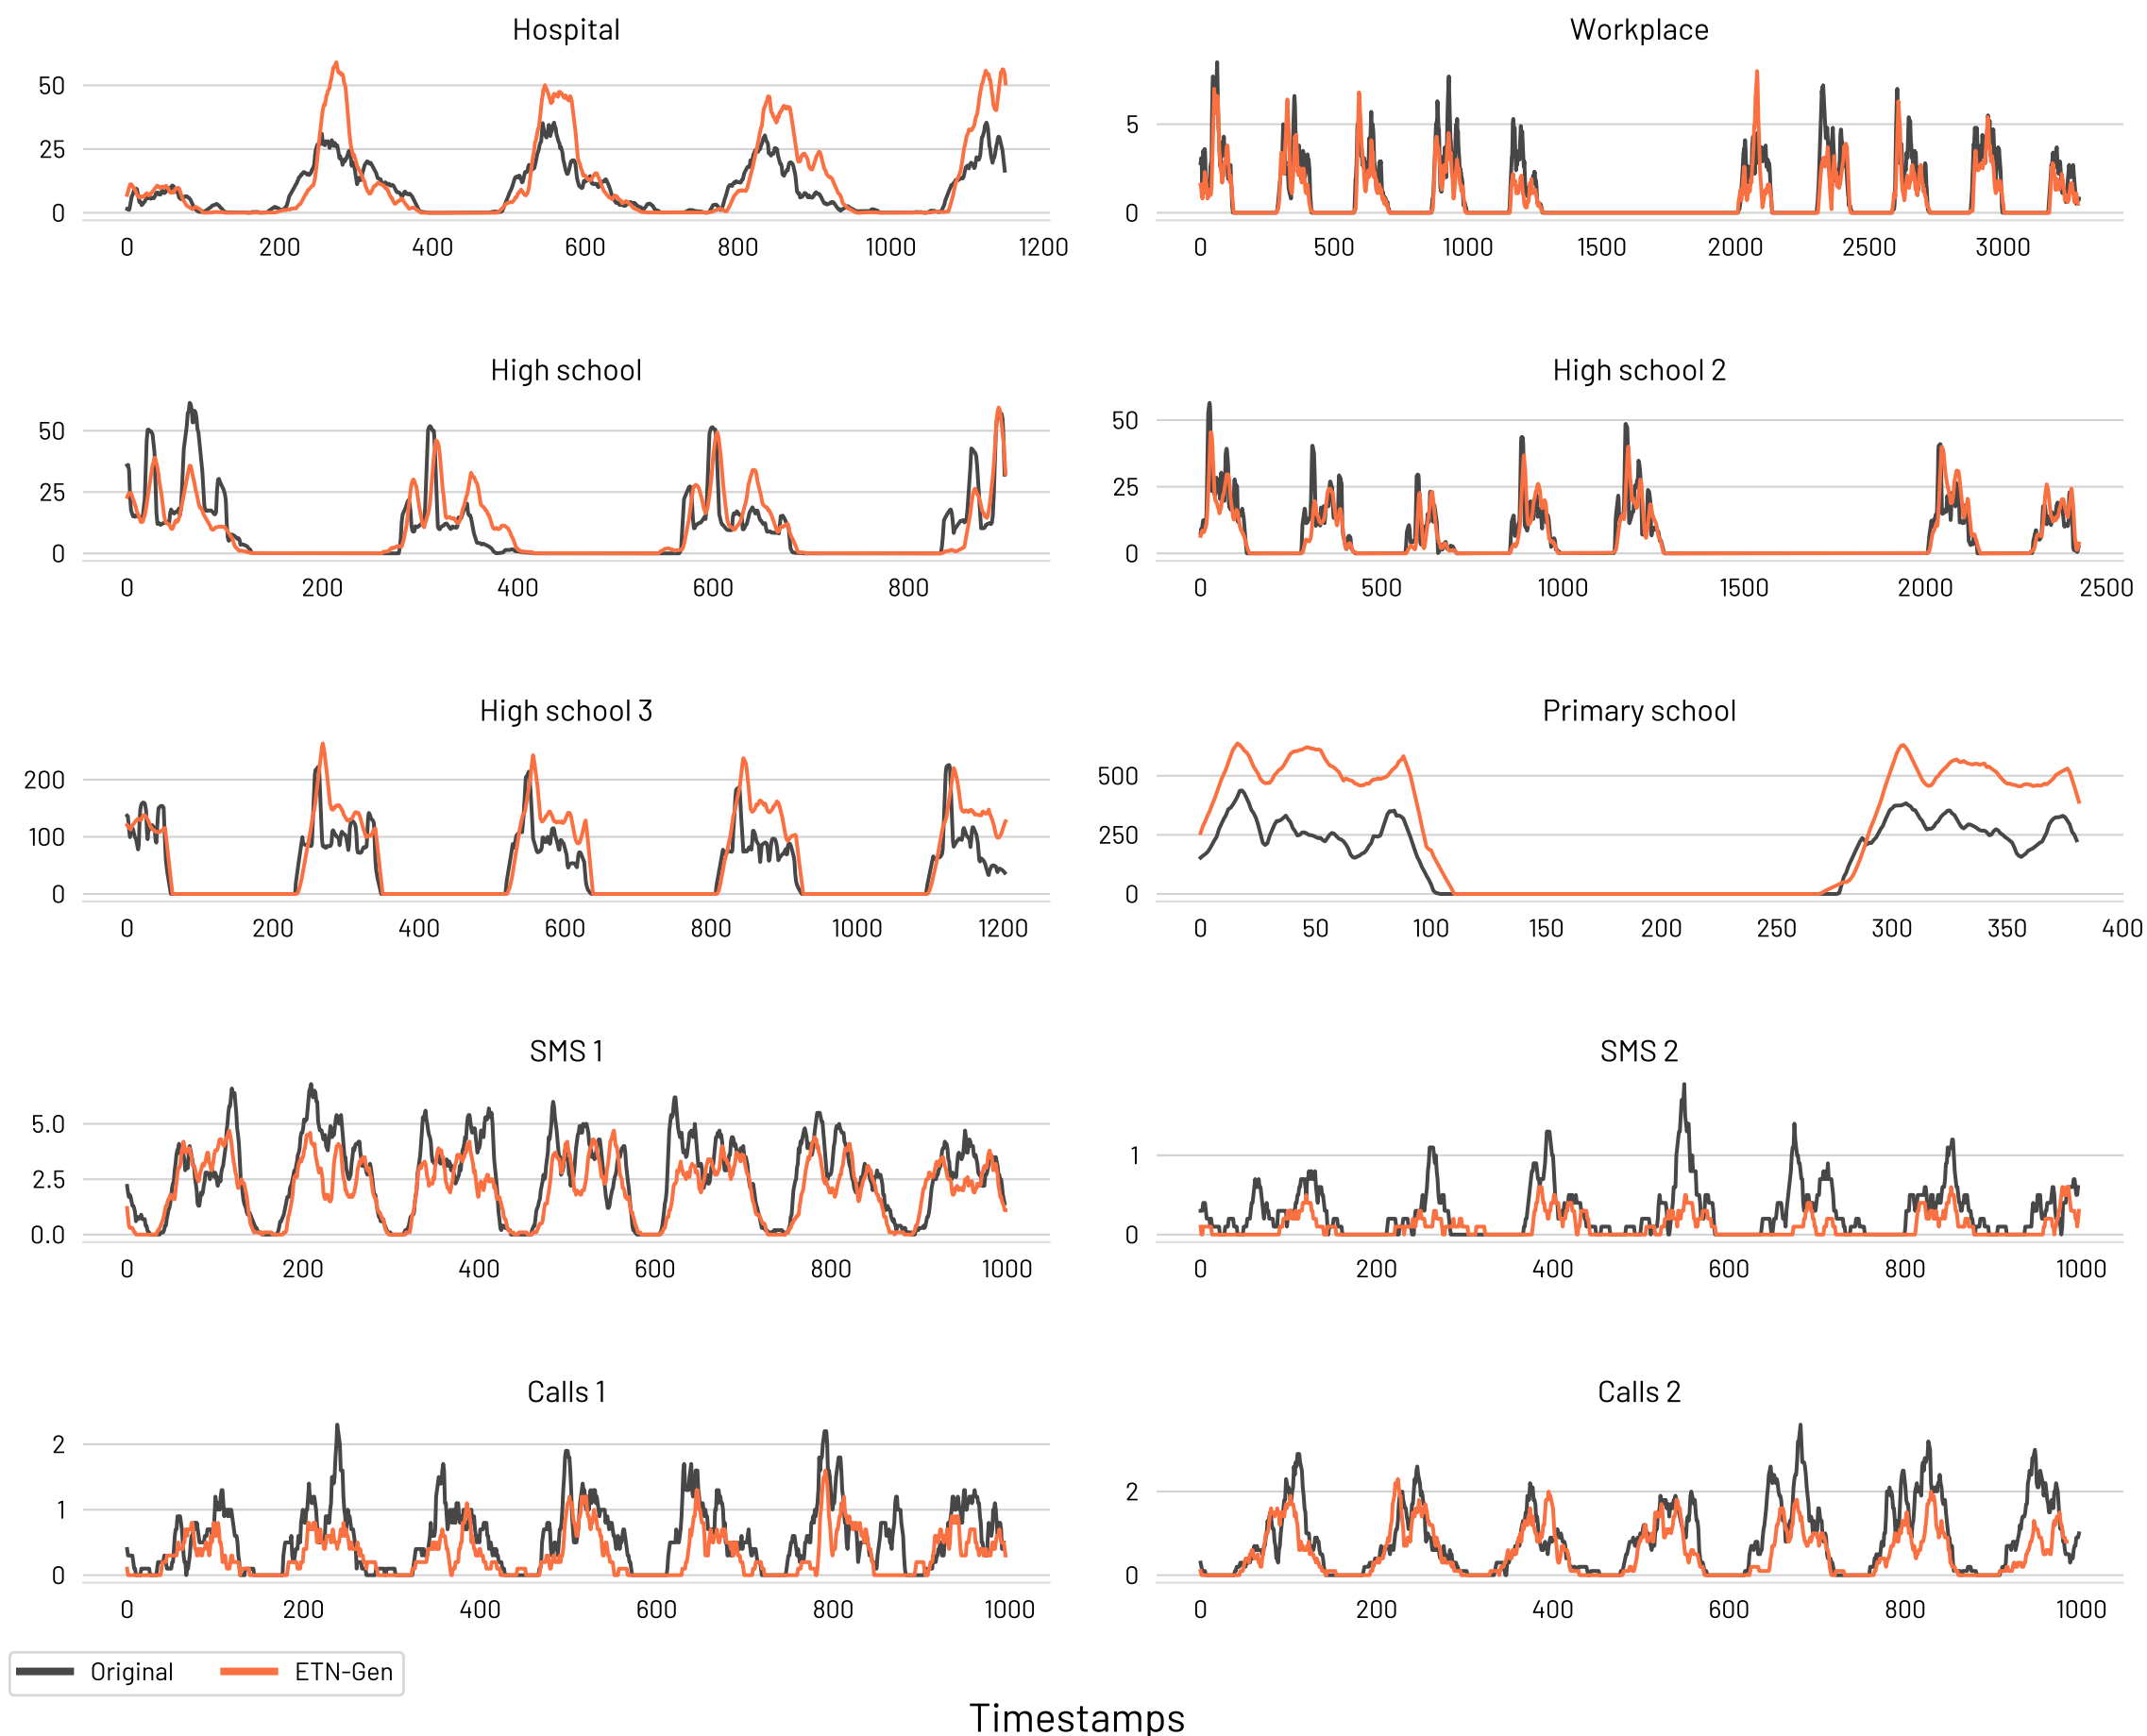 Hospital
50
25
0
0 200 400 600 800 1000 1200
Workplace
5
0
0 500 1000 1500 2000 2500 3000
High school
50
25
0
0 200 400 600 800
High school 2
50
25
0
0 500 1000 1500 2000 2500
High school 3
200
100
0
0 200 400 600 800 1000 1200
Primary school
500
250
0
0 50 100 150 200 250 300 350 400
SMS 1
5.0
2.5
0.0
0 200 400 600 800 1000
SMS 2
1
0
0 200 400 600 800 1000
Calls 1
2
1
0
0 200 400 600 800 1000
Calls 2
2
0
0 200 400 600 800 1000
Original ETN-Gen
Timestamps